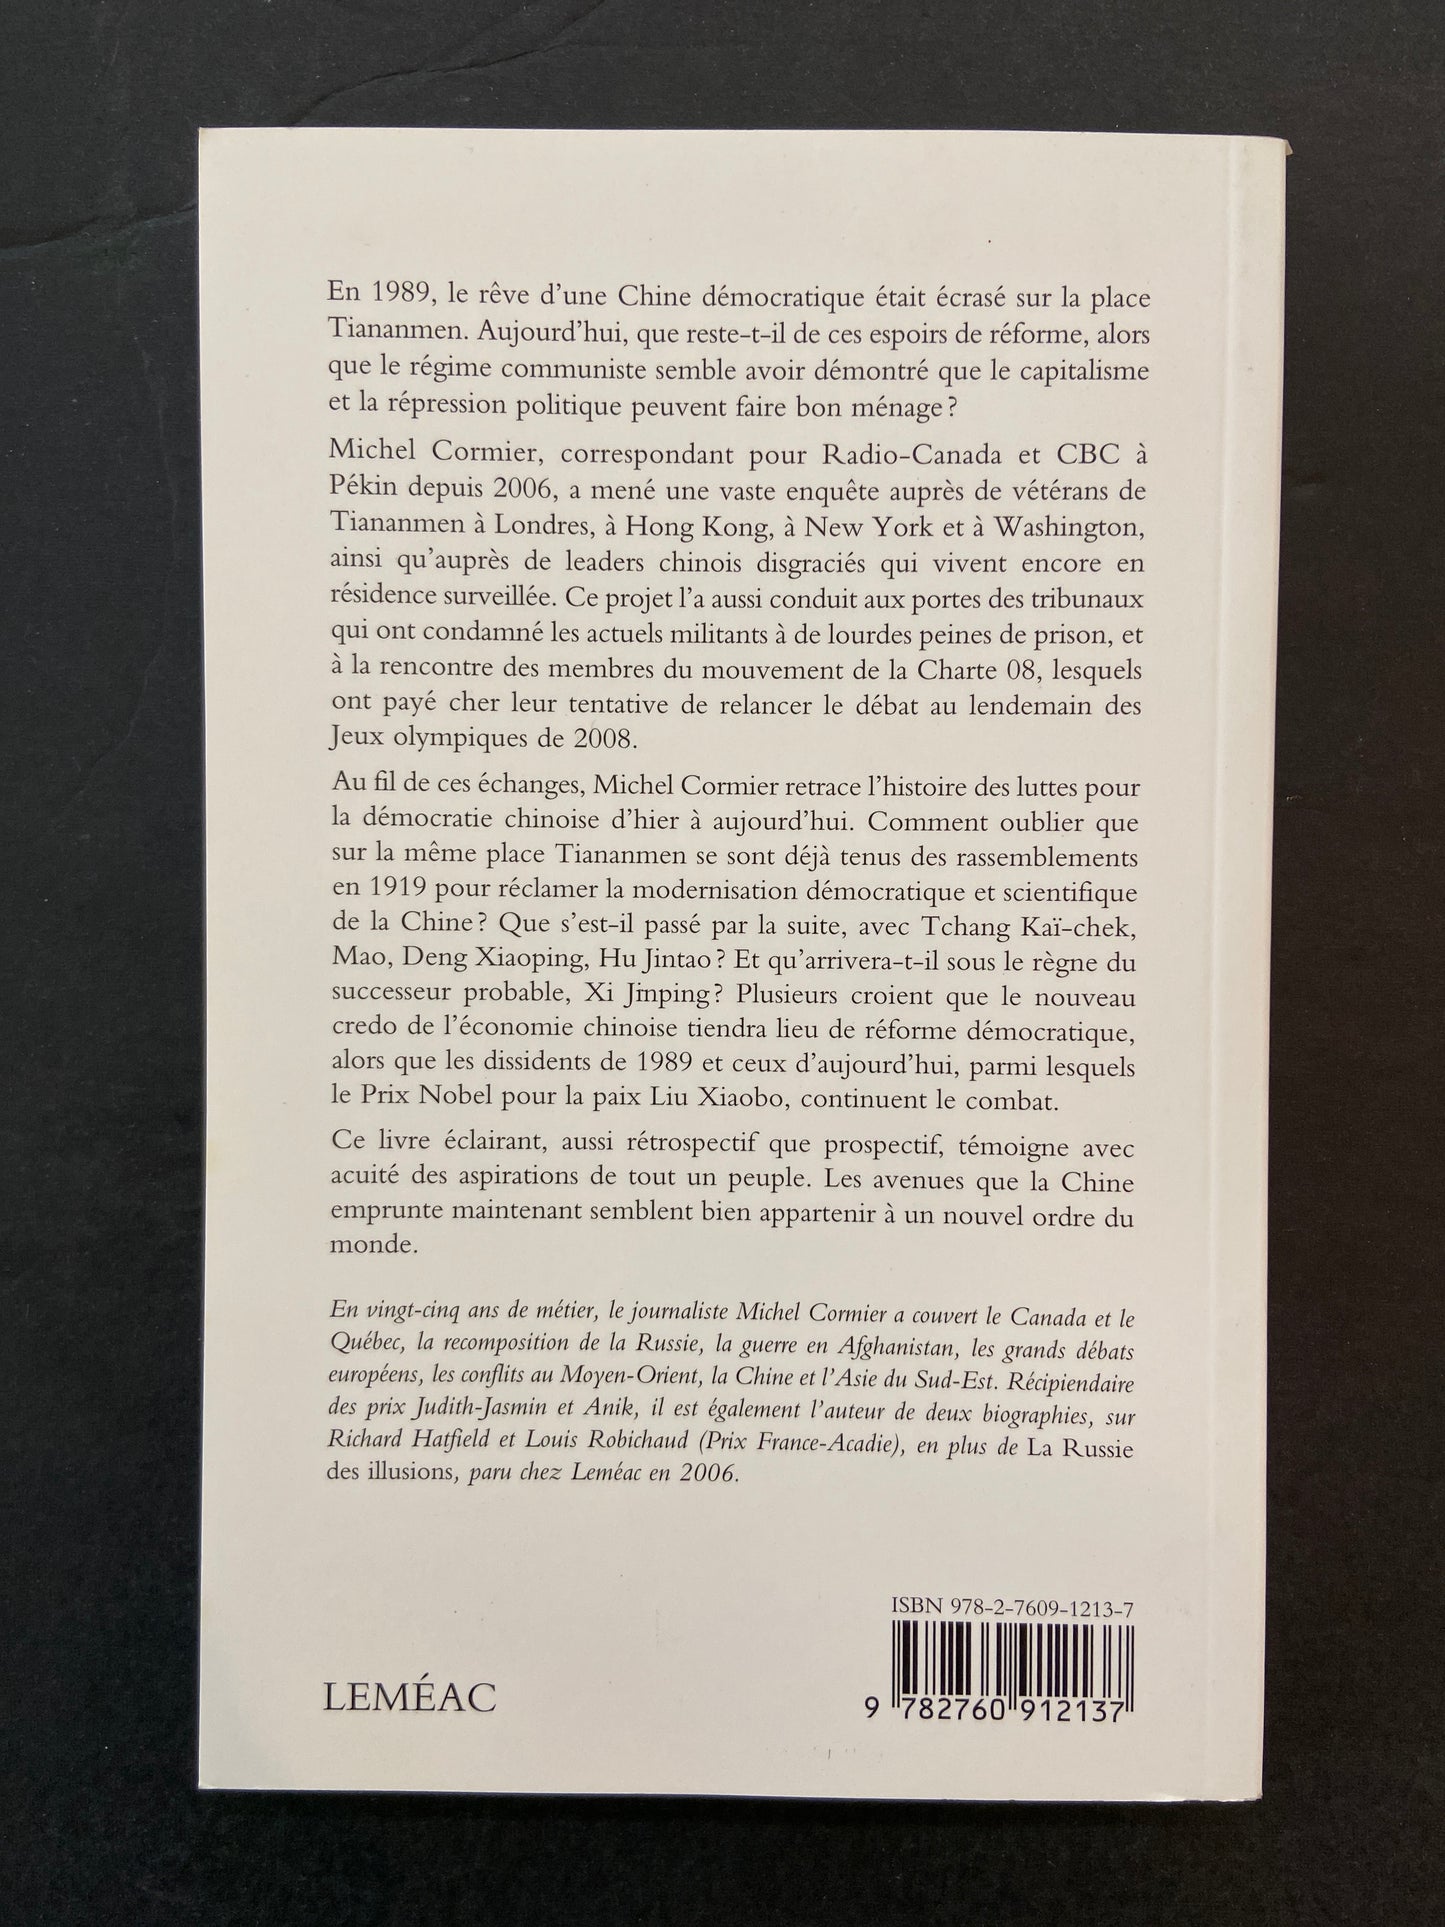 En 1989, le rêve d'une Chine démocratique était écrasé sur la place
Tiananmen. Aujourd'hui, que reste-t-il de ces espoirs de réforme, alors
que le régime communiste semble avoir démontré que le capitalisme
et la répression politique peuvent faire bon ménage ?
Michel Cormier, correspondant pour Radio-Canada et CBC à
Pékin depuis 2006, a mené une vaste enquête auprès de vétérans de
Tiananmen à Londres, à Hong Kong, à New York et à Washington,
ainsi qu'auprès de leaders chinois disgraciés qui vivent encore en
résidence surveillée. Ce projet l'a aussi conduit aux portes des tribunaux
qui ont condamné les actuels militants à de lourdes peines de prison, et
à la rencontre des membres du mouvement de la Charte 08, lesquels
ont payé cher leur tentative de relancer le débat au lendemain des
Jeux olympiques de 2008.
Au fil de ces échanges, Michel Cormier retrace l'histoire des luttes pour
la démocratie chinoise d'hier à aujourd'hui. Comment oublier que
sur la même place Tiananmen se sont déjà tenus des rassemblements
en 1919 pour réclamer la modernisation démocratique et scientifique
de la Chine ? Que s'est-il passé par la suite, avec Tchang Kaï-chek,
Mao, Deng Xiaoping, Hu Jintao ? Et qu'arrivera-t-il sous le règne du
successeur probable, Xi Jinping ? Plusieurs croient que le nouveau
credo de l'économie chinoise tiendra lieu de réforme démocratique,
alors que les dissidents de 1989 et ceux d'aujourd'hui, parmi lesquels
le Prix Nobel pour la paix Liu Xiaobo, continuent le combat.
Ce livre éclairant, aussi rétrospectif que prospectif, témoigne avec
acuité des aspirations de tout un peuple. Les avenues que la Chine
emprunte maintenant semblent bien appartenir à un nouvel ordre du
monde.
En vingt-cinq ans de métier, le journaliste Michel Cormier a couvert le Canada et le
Québec, la recomposition de la Russie, la guerre en Afghanistan, les grands débats
européens, les conflits au Moyen-Orient, la Chine et l'Asie du Sud-Est. Récipiendaire
des prix Judith-Jasmin et Anik, il est également l'auteur de deux biographies, sur
Richard Hatfield et Louis Robichaud (Prix France-Acadie), en plus de La Russie
des illusions, paru chez Leméac en 2006.
ISBN 978-2-7609-1213-7
LEMÉAC
9 782760 912137